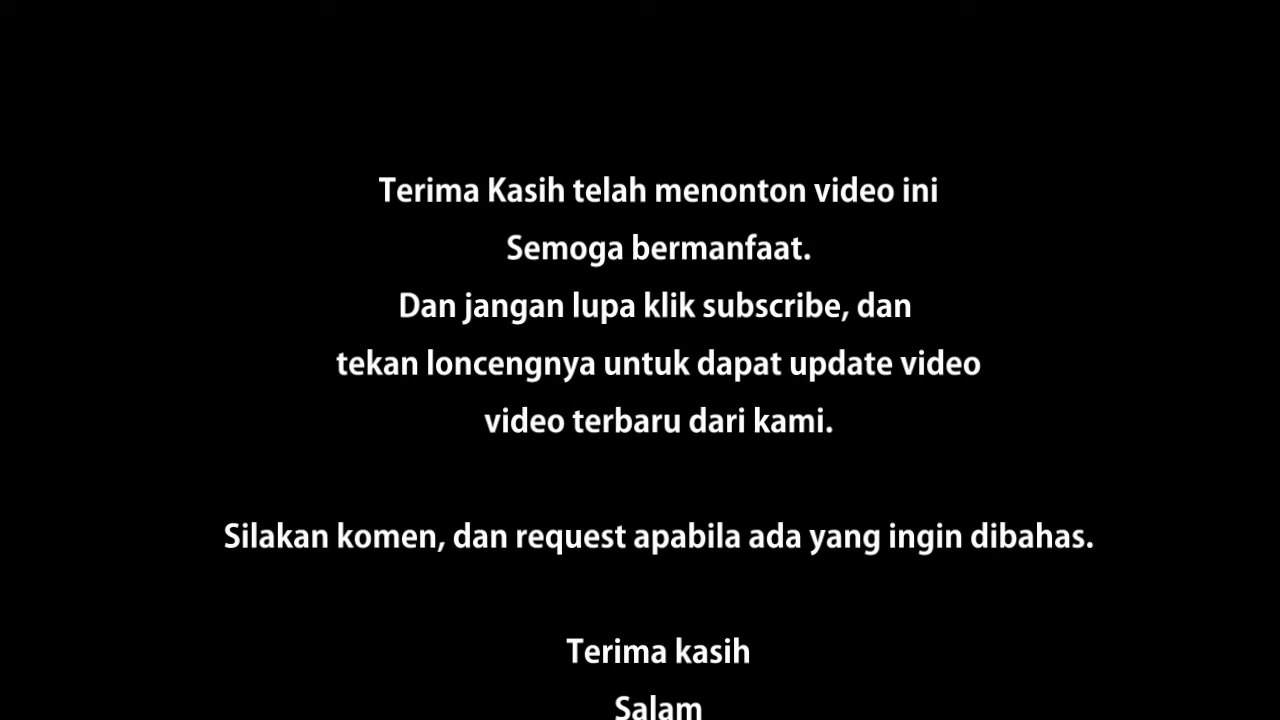 Terima Kasih telah menonton video ini
Semoga bermanfaat.
Dan jangan lupa klik subscribe, dan
tekan loncengnya untuk dapat update video
video terbaru dari kami.
Silakan komen, dan request apabila ada yang ingin dibahas.
Terima kasih
Salam